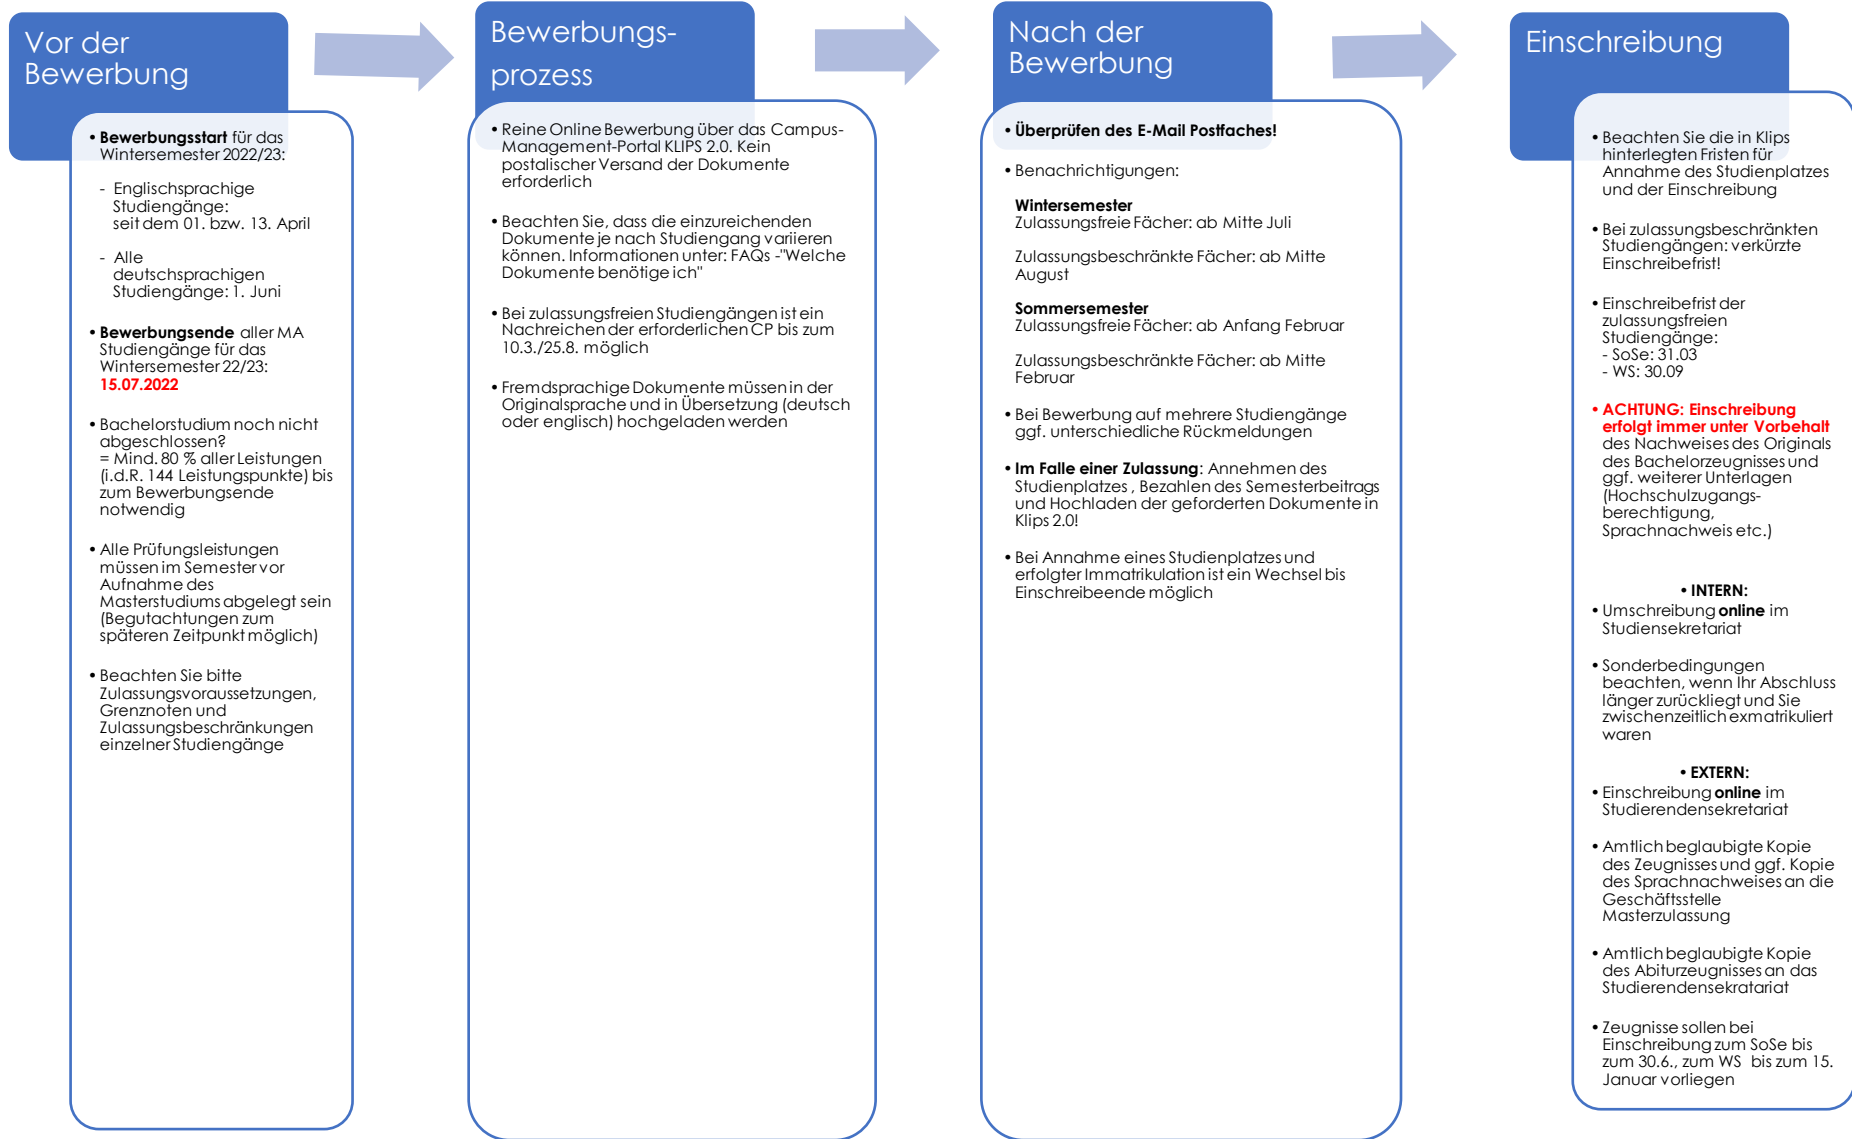 Vor der
Bewerbung
• Bewerbungsstart für das
Wintersemester 2022/23:
- Englischsprachige
Studiengänge:
seit dem 01. bzw. 13. April
- Alle
deutschsprachigen
Studiengänge: 1. Juni
• Bewerbungsende aller MA
Studiengänge für das
Wintersemester 22/23:
15.07.2022
• Bachelorstudium noch nicht
abgeschlossen?
= Mind. 80 % aller Leistungen
(i.d.R. 144 Leistungspunkte) bis
zum Bewerbungsende
notwendig
• Alle Prüfungsleistungen
müssen im Semester vor
Aufnahme des
Masterstudiums abgelegt sein
(Begutachtungen zum
späteren Zeitpunkt möglich)
• Beachten Sie bitte
Zulassungsvoraussetzungen,
Grenznoten und
Zulassungsbeschränkungen
einzelner Studiengänge
Bewerbungs-
prozess
• Reine Online Bewerbung über das Campus-
Management-Portal KLIPS 2.0. Kein
postalischer Versand der Dokumente
erforderlich
• Beachten Sie, dass die einzureichenden
Dokumente je nach Studiengang variieren
können. Informationen unter: FAQs -"Welche
Dokumente benötige ich"
• Bei zulassungsfreien Studiengängen ist ein
Nachreichen der erforderlichen CP bis zum
10.3./25.8. möglich
• Fremdsprachige Dokumente müssen in der
Originalsprache und in Übersetzung (deutsch
oder englisch) hochgeladen werden
Nach der
Bewerbung
• Überprüfen des E-Mail Postfaches!
• Benachrichtigungen:
Wintersemester
Zulassungsfreie Fächer: ab Mitte Juli
Zulassungsbeschränkte Fächer: ab Mitte
August
Sommersemester
Zulassungsfreie Fächer: ab Anfang Februar
Zulassungsbeschränkte Fächer: ab Mitte
Februar
• Bei Bewerbung auf mehrere Studiengänge
ggf. unterschiedliche Rückmeldungen
• Im Falle einer Zulassung: Annehmen des
Studienplatzes , Bezahlen des Semesterbeitrags
und Hochladen der geforderten Dokumente in
Klips 2.0!
• Bei Annahme eines Studienplatzes und
erfolgter Immatrikulation ist ein Wechsel bis
Einschreibeende möglich
Einschreibung
• Beachten Sie die in Klips
hinterlegten Fristen für
Annahme des Studienplatzes
und der Einschreibung
• Bei zulassungsbeschränkten
Studiengängen: verkürzte
Einschreibefrist!
• Einschreibefrist der
zulassungsfreien
Studiengänge:
- SoSe: 31.03
- WS: 30.09
• ACHTUNG: Einschreibung
erfolgt immer unter Vorbehalt
des Nachweises des Originals
des Bachelorzeugnisses und
ggf. weiterer Unterlagen
(Hochschulzugangs-
berechtigung,
Sprachnachweis etc.)
• INTERN:
• Umschreibung online im
Studiensekretariat
• Sonderbedingungen
beachten, wenn Ihr Abschluss
länger zurückliegt und Sie
zwischenzeitlich exmatrikuliert
waren
• EXTERN:
• Einschreibung online im
Studierendensekretariat
• Amtlich beglaubigte Kopie
des Zeugnisses und ggf. Kopie
des Sprachnachweises an die
Geschäftsstelle
Masterzulassung
• Amtlich beglaubigte Kopie
des Abiturzeugnisses an das
Studierendensekratariat
• Zeugnisse sollen bei
Einschreibung zum SoSe bis
zum 30.6., zum WS bis zum 15.
Januar vorliegen